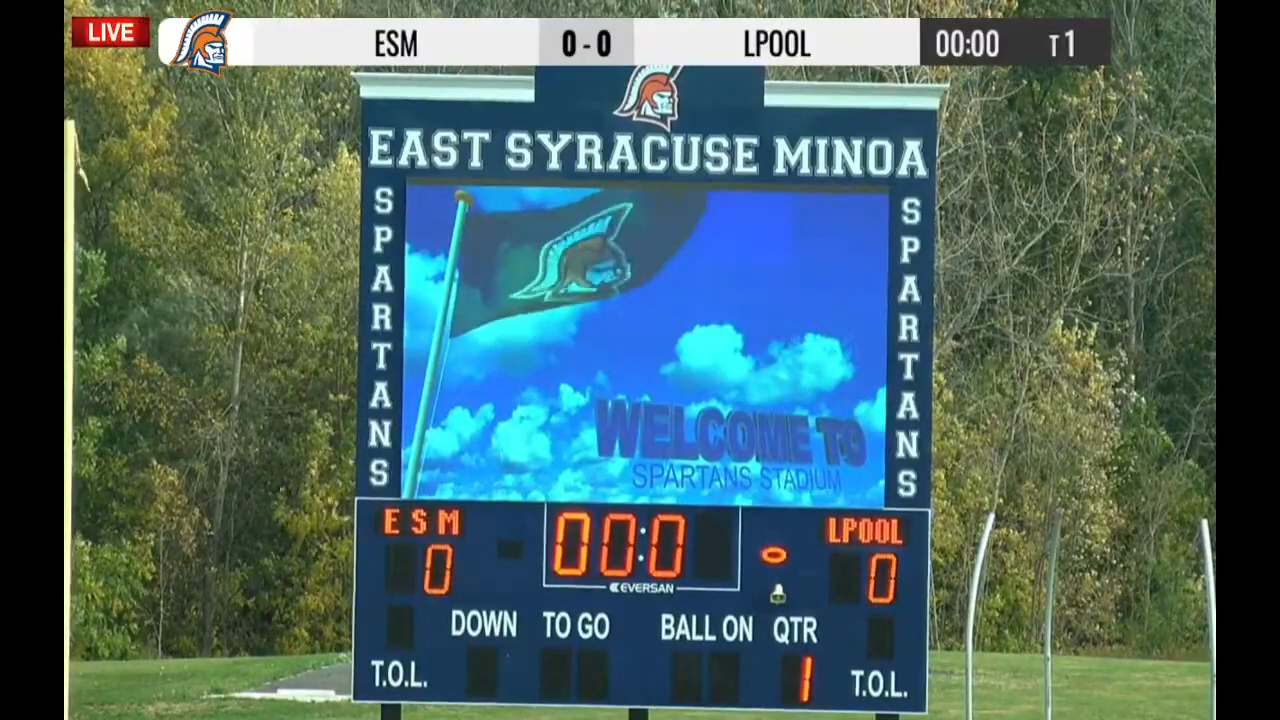 LIVE
ESM 0 - 0 LPOOL 00:00 T 1
EAST SYRACUSE MINOA
SPARTANS
SPARTANS
WELCOME TO
SPARTANS STADIUM
ESM 00:0 LPOOL
0 0
EVERSAN
DOWN TO GO BALL ON QTR
T.O.L. 1 T.O.L.